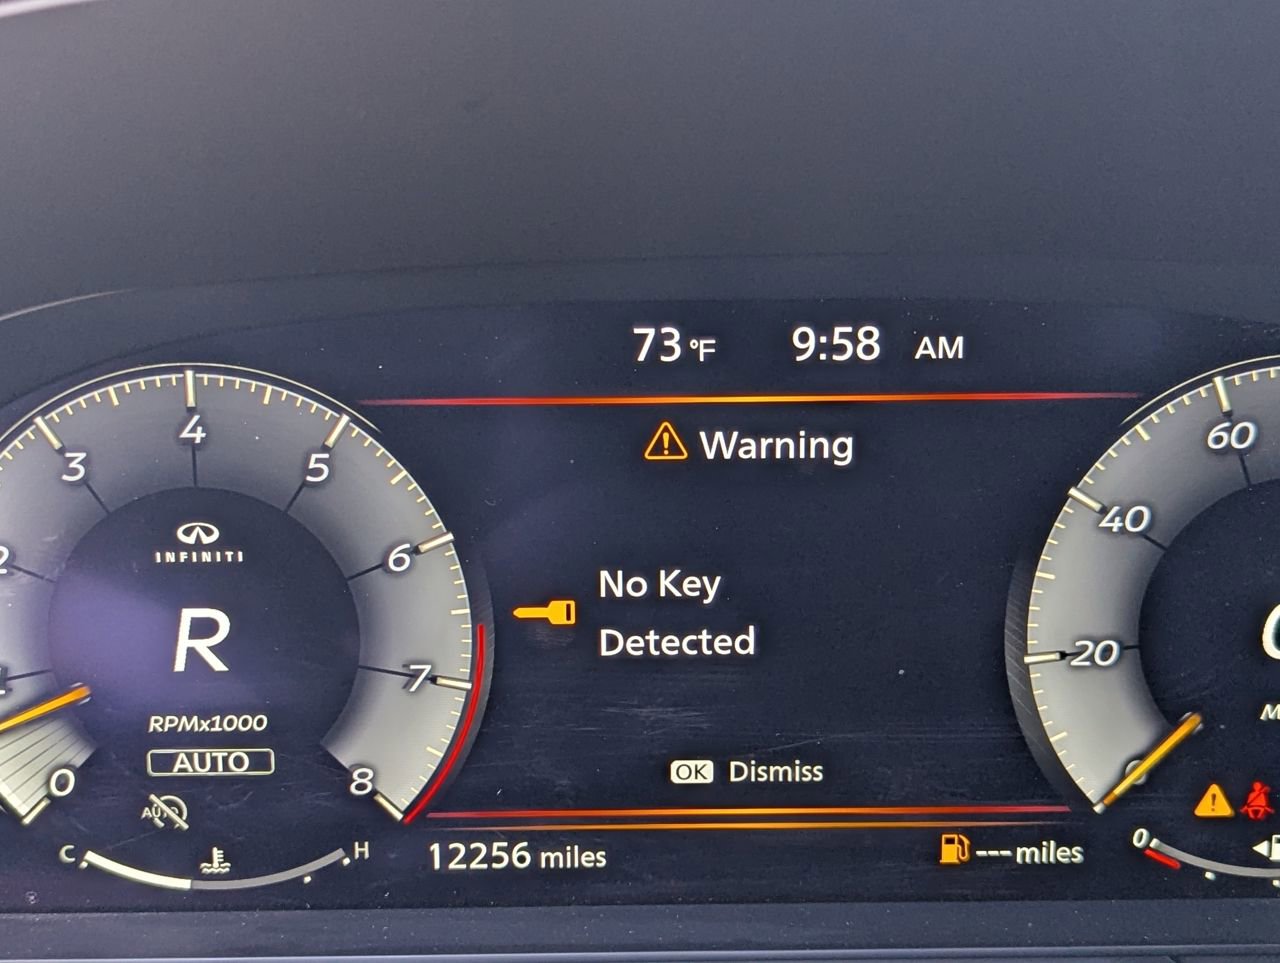 73 °F 9:58 AM
Warning
No Key
Detected
OK Dismiss
12256 miles
--- miles
INFINITI
R
RPMx1000
AUTO
0
3
4
5
6
7
8
C
H
20
40
60
0